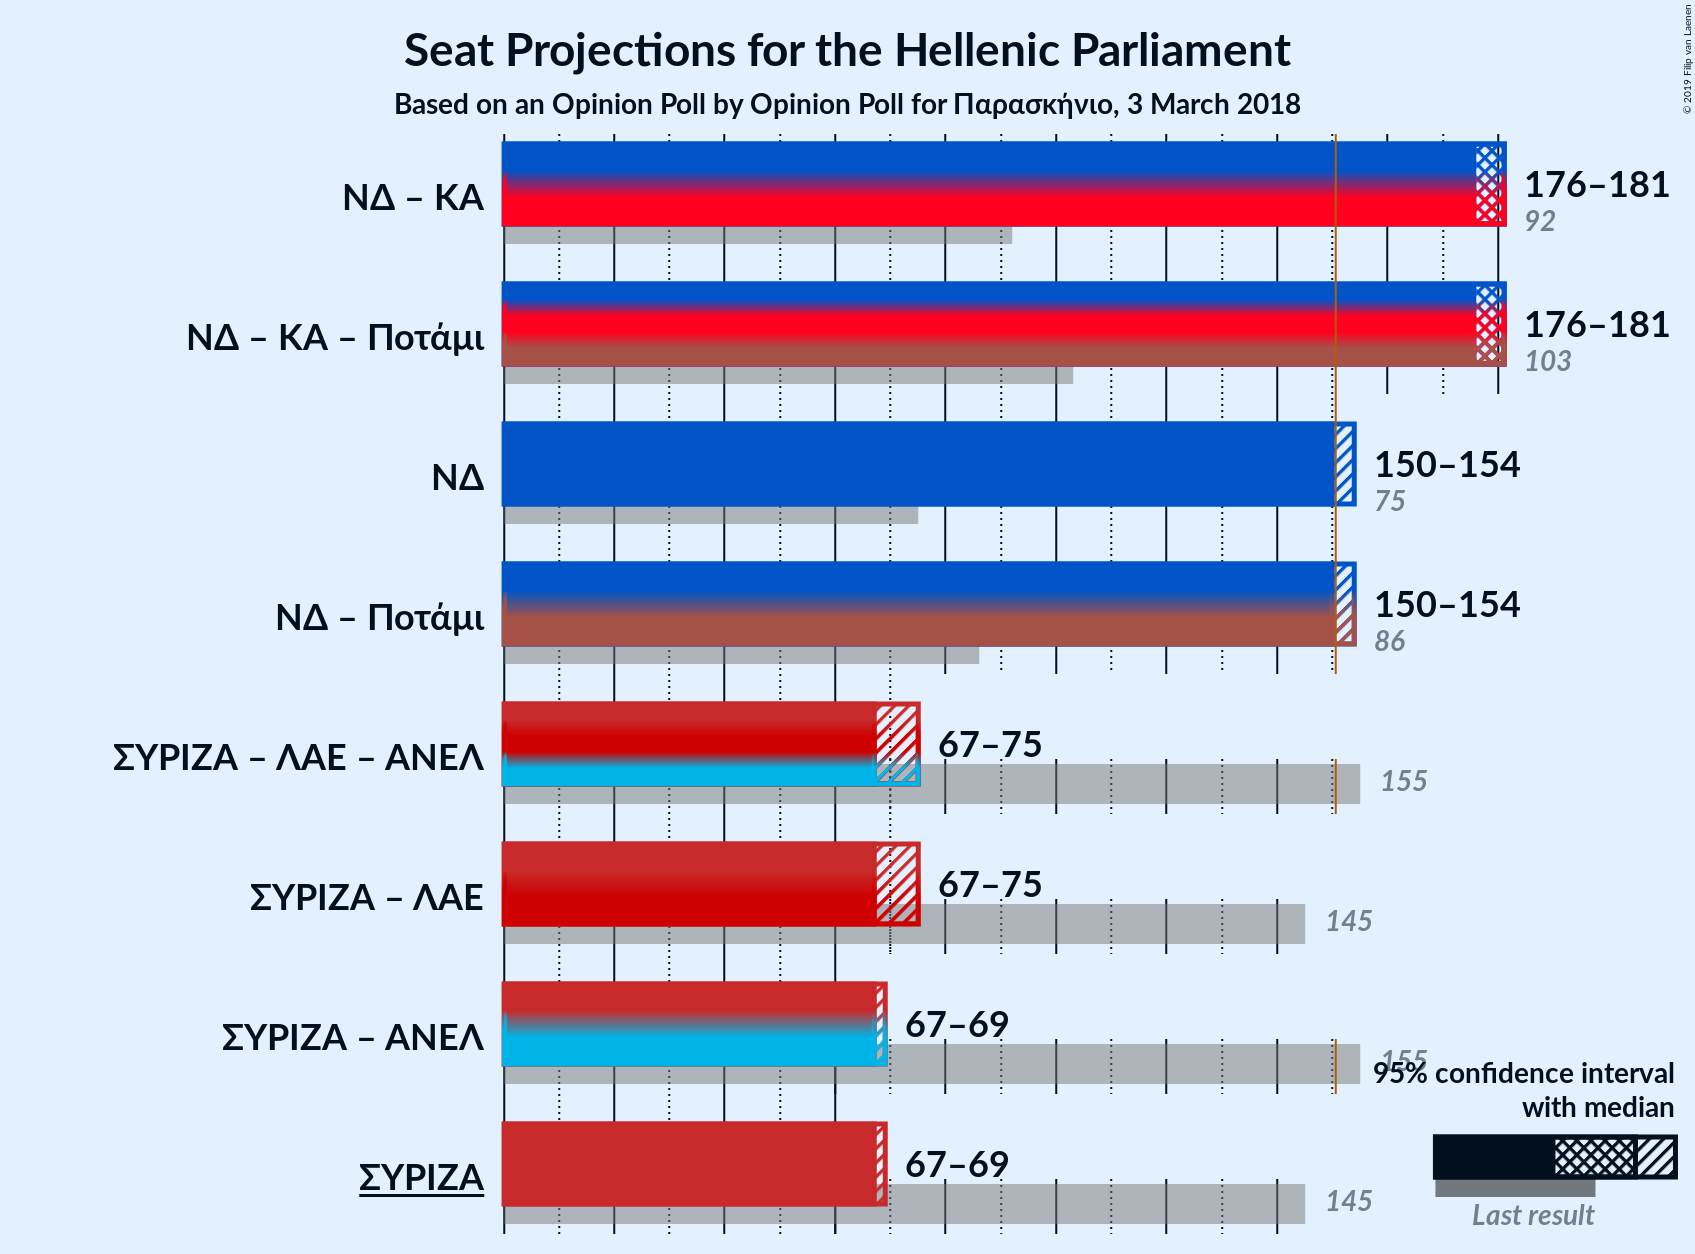 Seat Projections for the Hellenic Parliament
Based on an Opinion Poll by Opinion Poll for Παρασκήνιο, 3 March 2018
© 2019 Filip van Laenen
ΝΔ – ΚΑ
176–181
92
ΝΔ – ΚΑ – Ποτάμι
176–181
103
ΝΔ
150–154
75
ΝΔ – Ποτάμι
150–154
86
ΣΥΡΙΖΑ – ΛΑΕ – ΑΝΕΛ
67–75
155
ΣΥΡΙΖΑ – ΛΑΕ
67–75
145
ΣΥΡΙΖΑ – ΑΝΕΛ
67–69
155
95% confidence interval
with median
ΣΥΡΙΖΑ
67–69
145
Last result